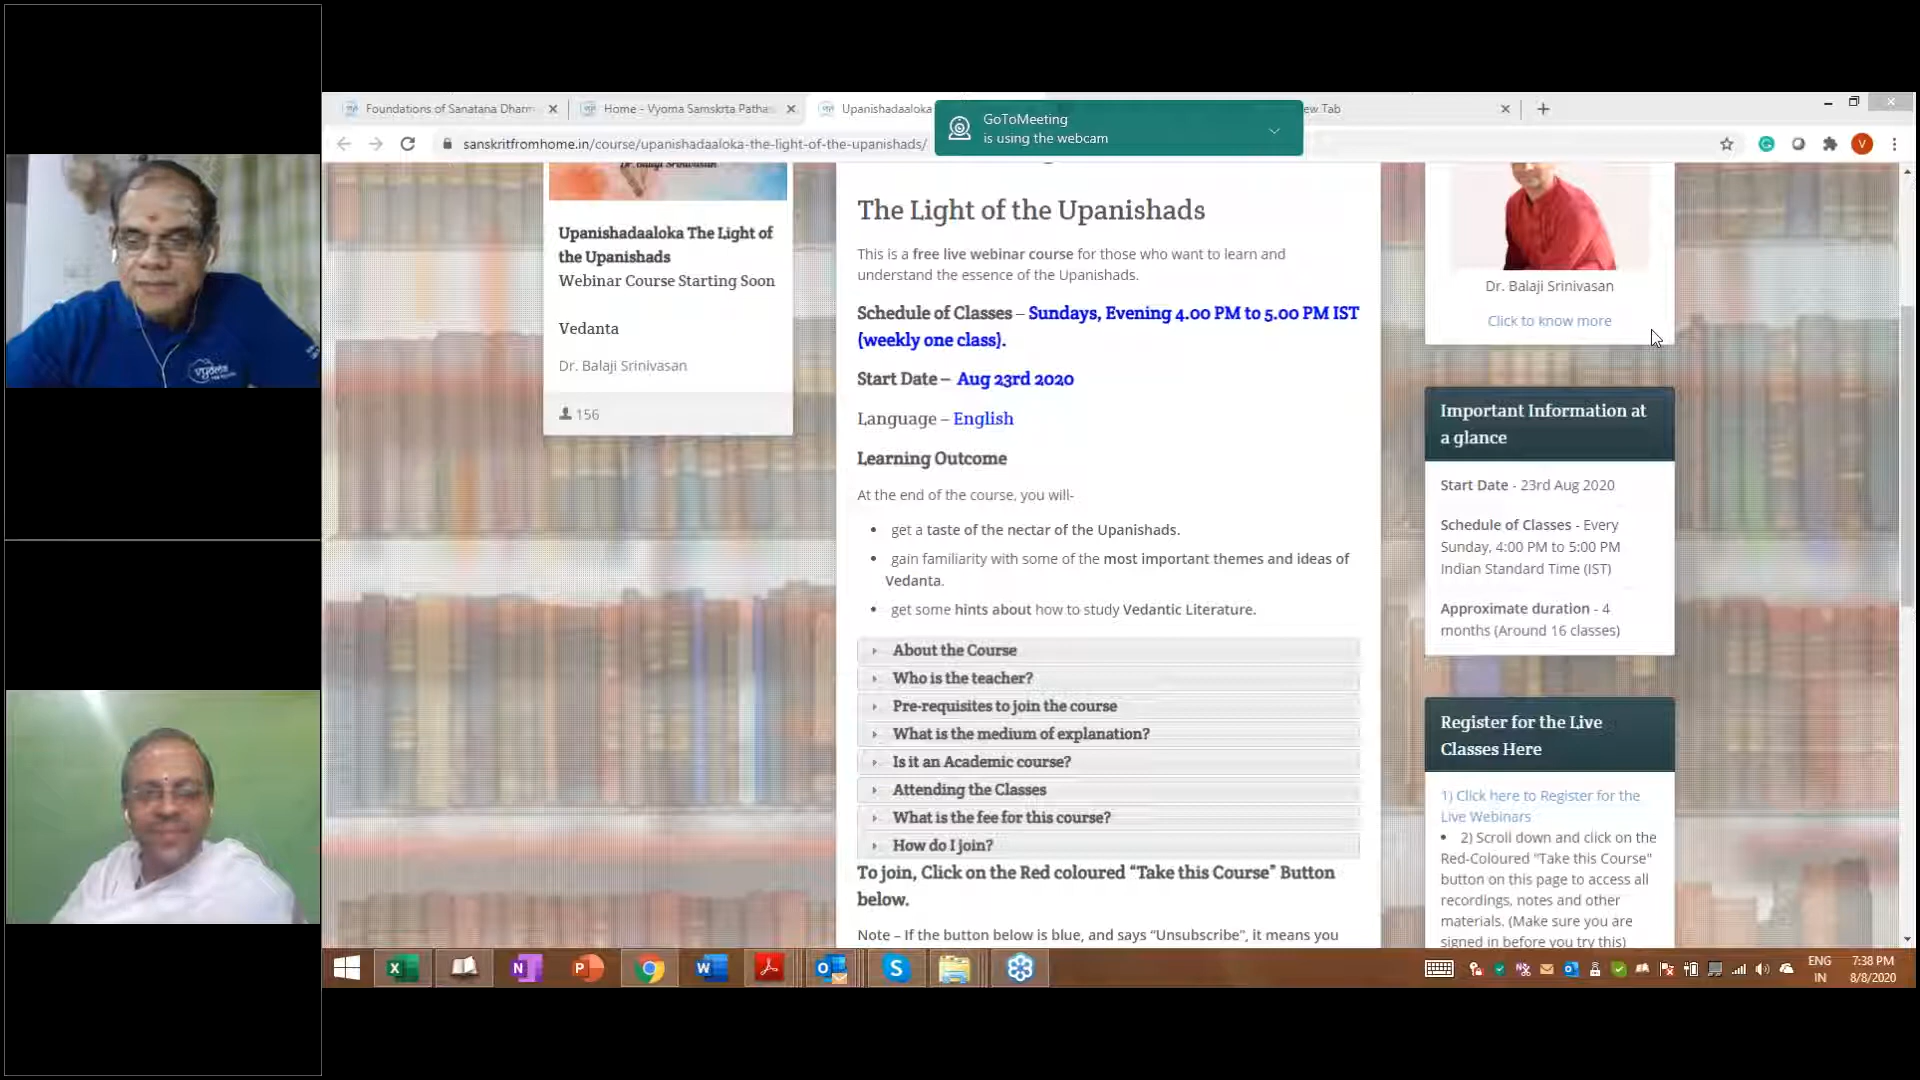 Foundations of Sanatana Dharm
Home - Vyoma Samskrta Patha
Upanishadaaloka
ew Tab
GoToMeeting
is using the webcam
sanskritfromhome.in/course/upanishadaaloka-the-light-of-the-upanishads/
V
Dr. Balaji Srinivasan
Upanishadaaloka The Light of
the Upanishads
Webinar Course Starting Soon
Vedanta
Dr. Balaji Srinivasan
156
The Light of the Upanishads
This is a free live webinar course for those who want to learn and
understand the essence of the Upanishads.
Schedule of Classes – Sundays, Evening 4.00 PM to 5.00 PM IST
(weekly one class).
Start Date – Aug 23rd 2020
Language – English
Learning Outcome
At the end of the course, you will-
get a taste of the nectar of the Upanishads.
gain familiarity with some of the most important themes and ideas of
Vedanta.
get some hints about how to study Vedantic Literature.
About the Course
Who is the teacher?
Pre-requisites to join the course
What is the medium of explanation?
Is it an Academic course?
Attending the Classes
What is the fee for this course?
How do I join?
To join, Click on the Red coloured “Take this Course” Button
below.
Note – If the button below is blue, and says “Unsubscribe”, it means you
Dr. Balaji Srinivasan
Click to know more
Important Information at
a glance
Start Date - 23rd Aug 2020
Schedule of Classes - Every
Sunday, 4:00 PM to 5:00 PM
Indian Standard Time (IST)
Approximate duration - 4
months (Around 16 classes)
Register for the Live
Classes Here
1) Click here to Register for the
Live Webinars
2) Scroll down and click on the
Red-Coloured "Take this Course"
button on this page to access all
recordings, notes and other
materials. (Make sure you are
signed in before you try this)
vyoma
ENG
IN
7:38 PM
8/8/2020